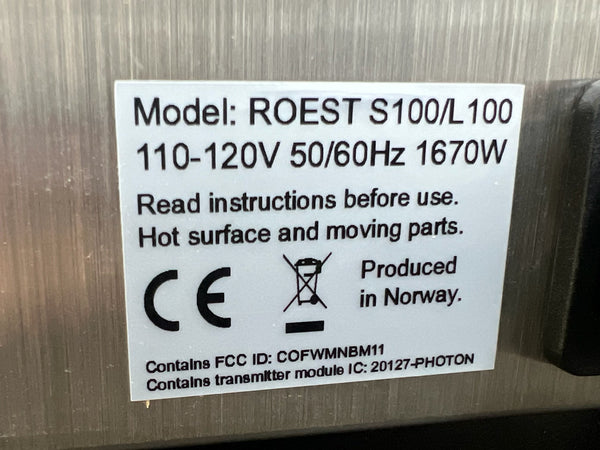 Model: ROEST S100/L100
110-120V 50/60Hz 1670W
Read instructions before use.
Hot surface and moving parts.
CE
Produced
in Norway.
Contains FCC ID: COFWMNBM11
Contains transmitter module IC: 20127-PHOTON